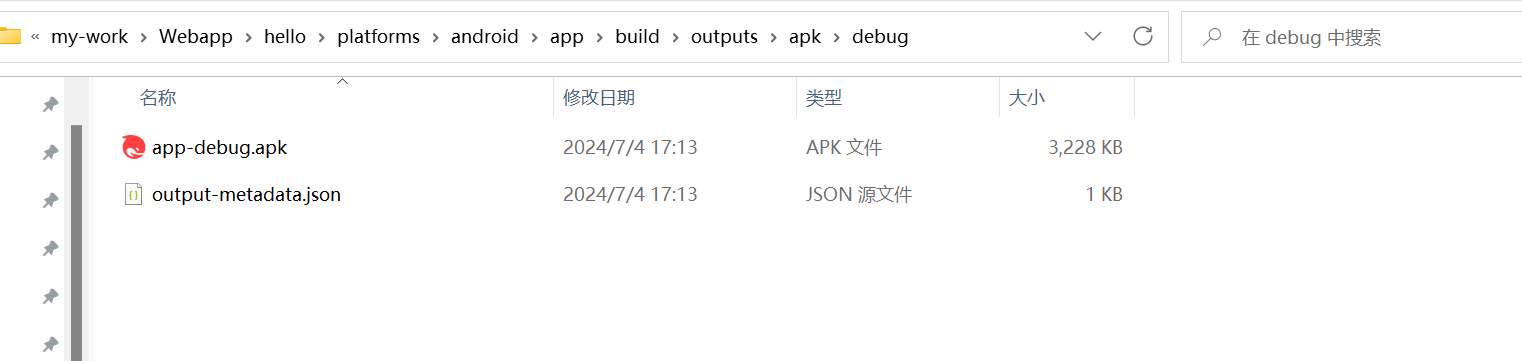 « my-work › Webapp › hello › platforms › android › app › build › outputs › apk › debug 在 debug 中搜索
名称 修改日期 类型 大小
app-debug.apk 2024/7/4 17:13 APK 文件 3,228 KB
output-metadata.json 2024/7/4 17:13 JSON 源文件 1 KB